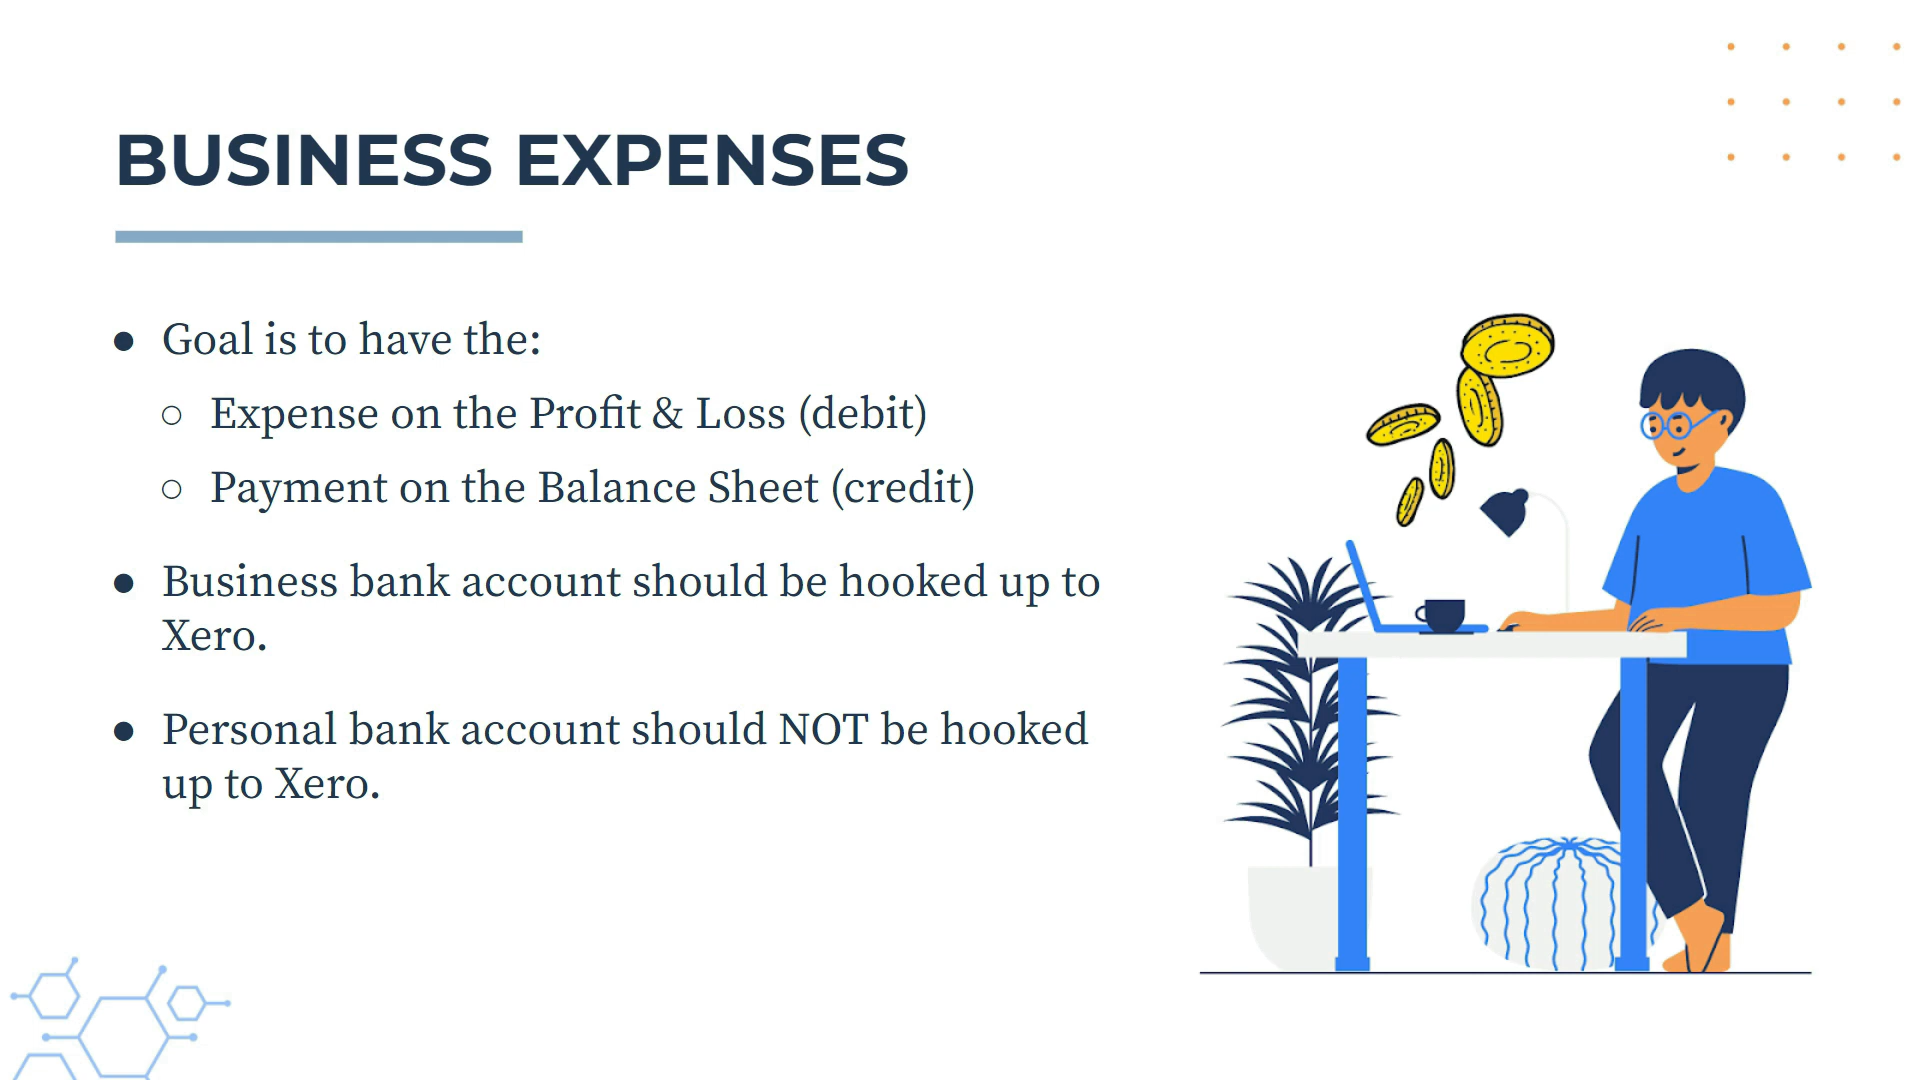 BUSINESS EXPENSES
● Goal is to have the:
○ Expense on the Profit & Loss (debit)
○ Payment on the Balance Sheet (credit)
● Business bank account should be hooked up to
Xero.
● Personal bank account should NOT be hooked
up to Xero.